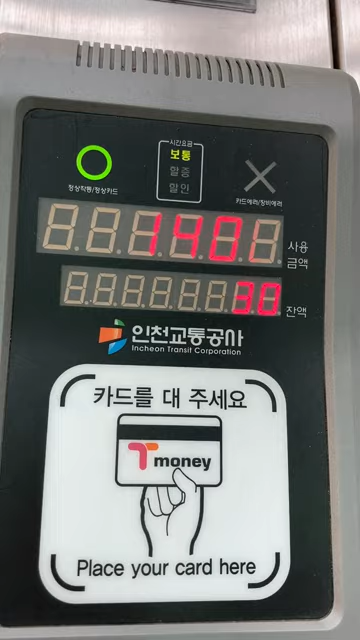 시간요금
보통
할증
할인
정상작동/정상카드
카드에러/장비에러
1400
사용
금액
30
잔액
인천교통공사
Incheon Transit Corporation
카드를 대 주세요
T money
Place your card here